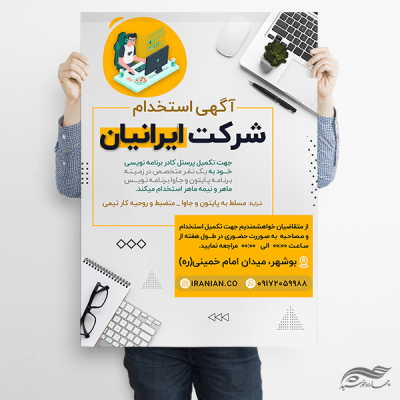 آگهی استخدام
شرکت ایرانیان
جهت تکمیل پرسنل کادر برنامه نویسی
خود به یک نفر متخصص در زمینه
برنامه پایتون و جاوا برنامه نویس
ماهر و نیمه ماهر استخدام میکند.
شرایط: مسلط به پایتون و جاوا _ منضبط و روحیه کار تیمی
از متقاضیان خواهشمندیم جهت تکمیل استخدام
و مصاحبه به صورت حضوری در طول هفته از
ساعت ۰۰:۰۰ الی ۰۰:۰۰ مراجعه نمایید.
بوشهر، میدان امام خمینی(ره)
IRANIAN.CO ۰۹۱۷۲۰۵۹۹۸۸